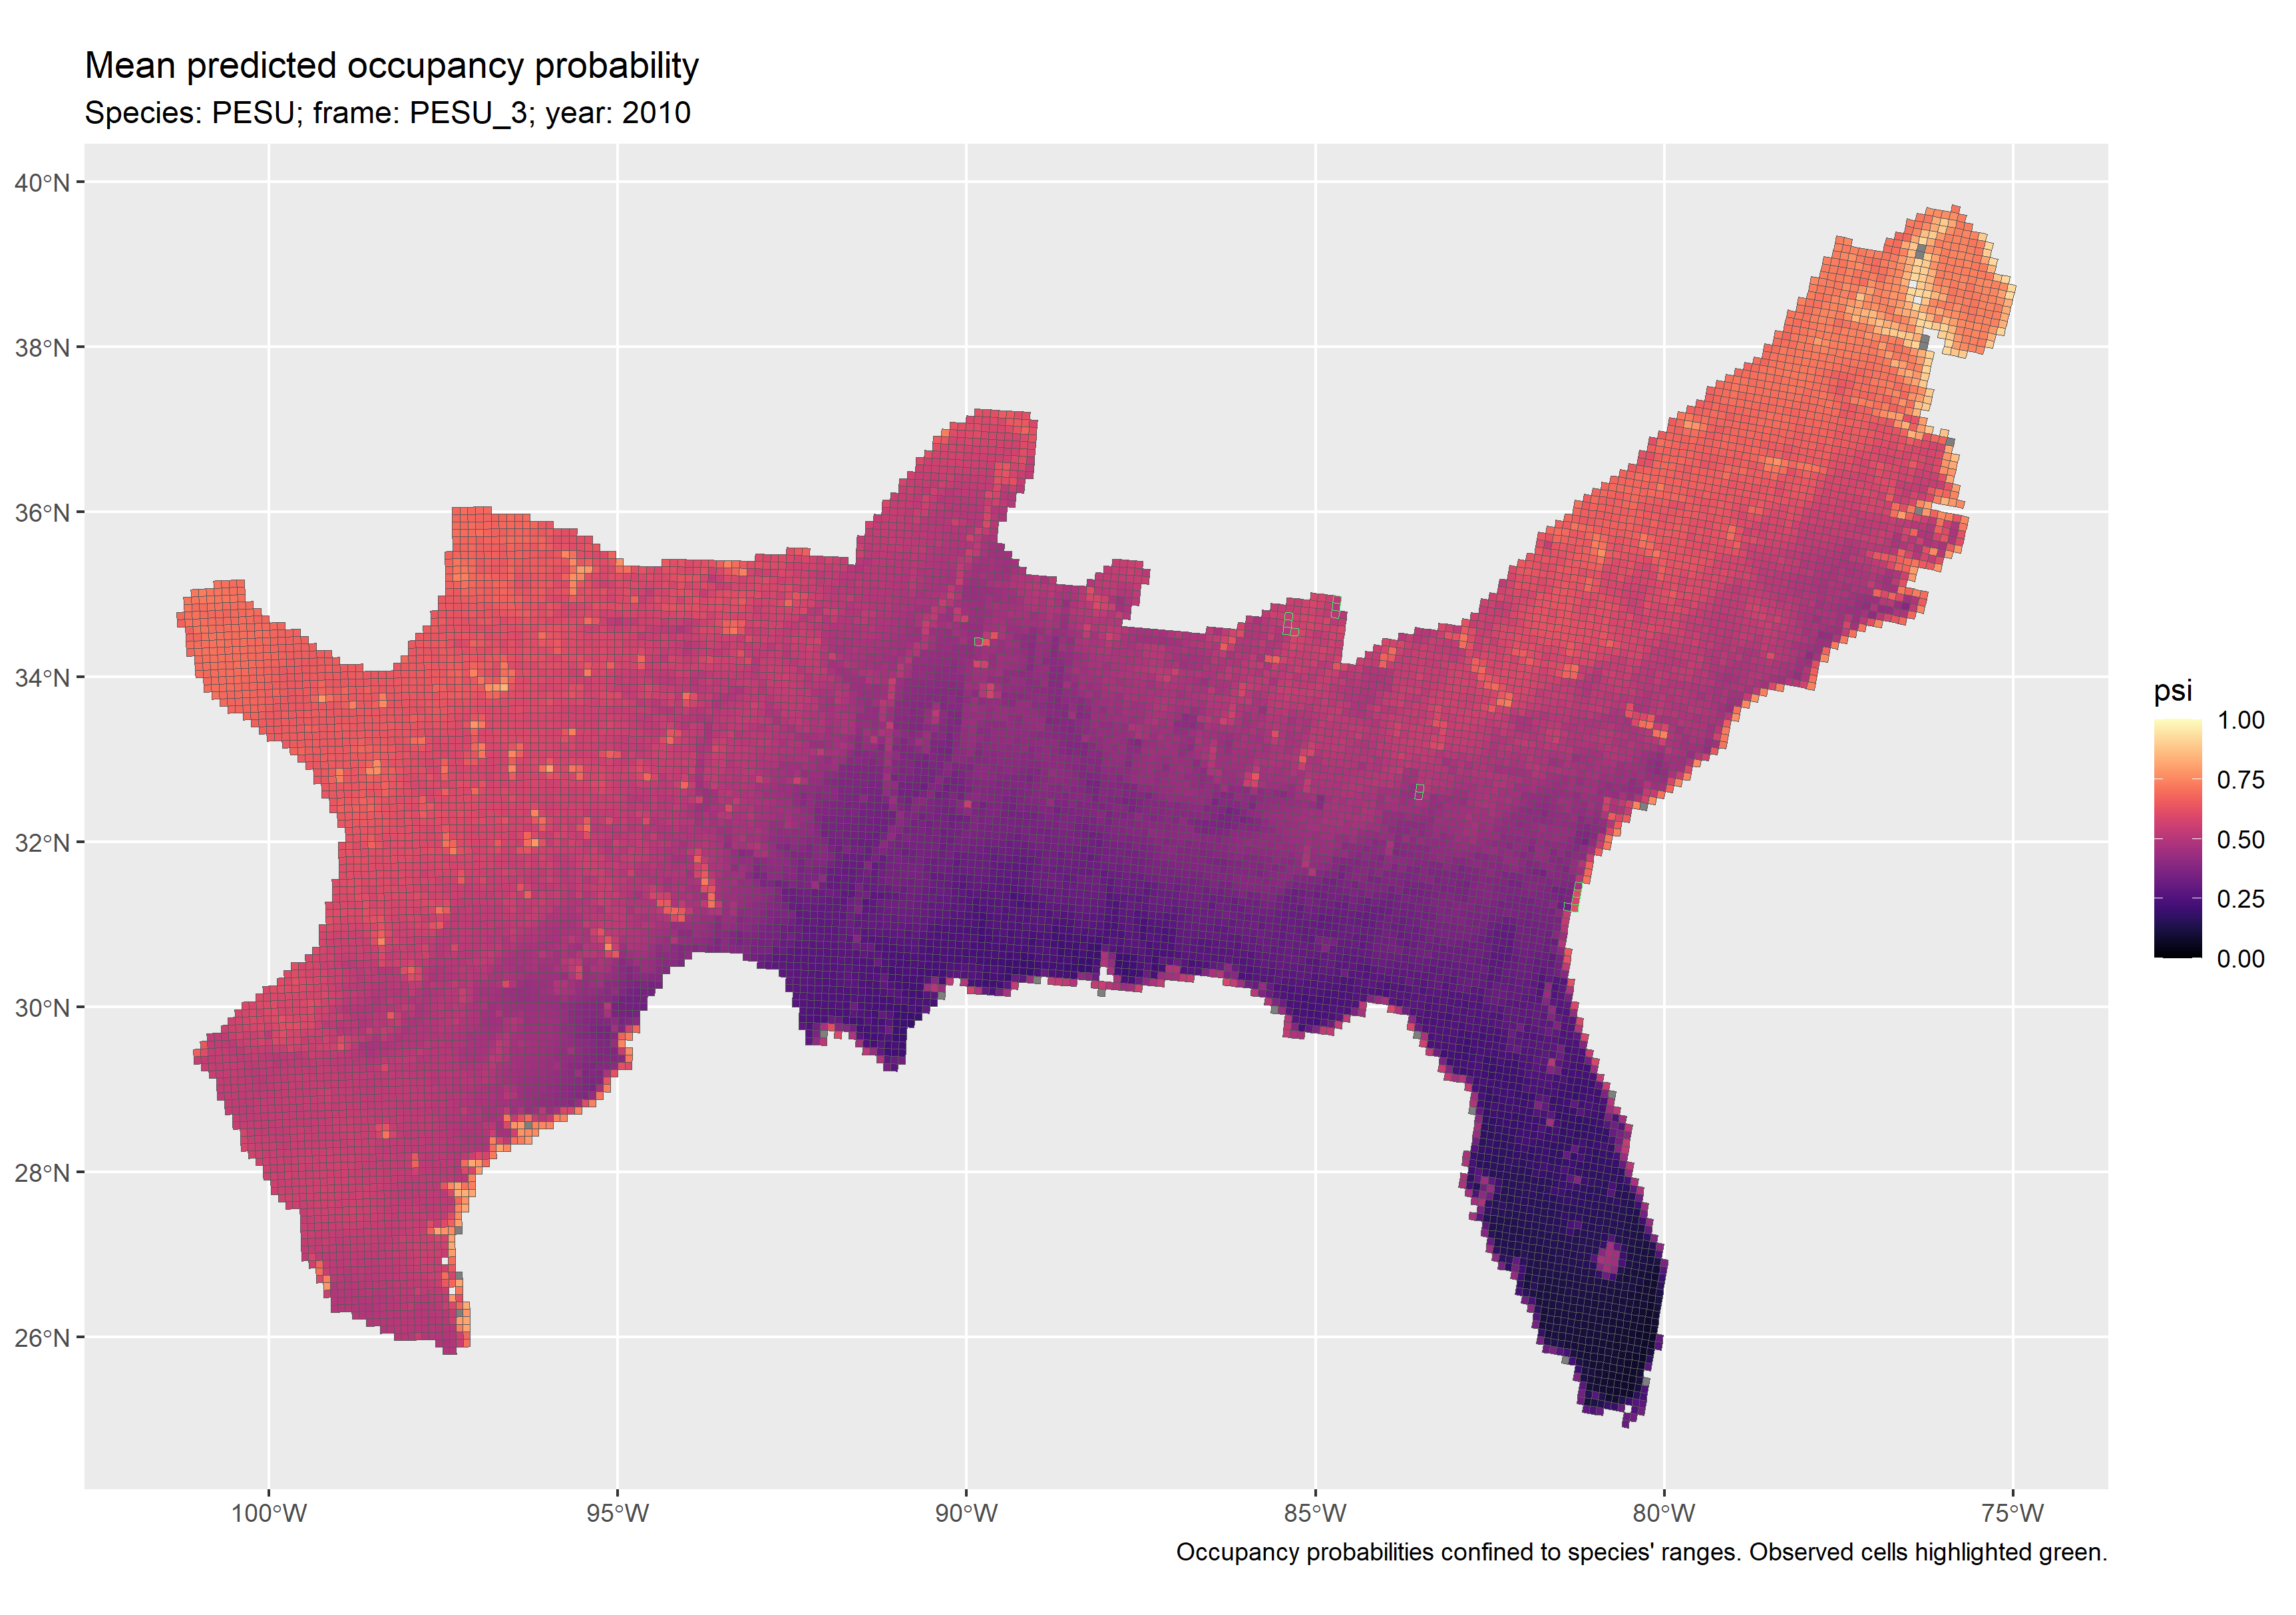 Mean predicted occupancy probability
Species: PESU; frame: PESU_3; year: 2010
40°N
38°N
36°N
34°N
32°N
30°N
28°N
26°N
100°W
95°W
90°W
85°W
80°W
75°W
psi
1.00
0.75
0.50
0.25
0.00
Occupancy probabilities confined to species' ranges. Observed cells highlighted green.